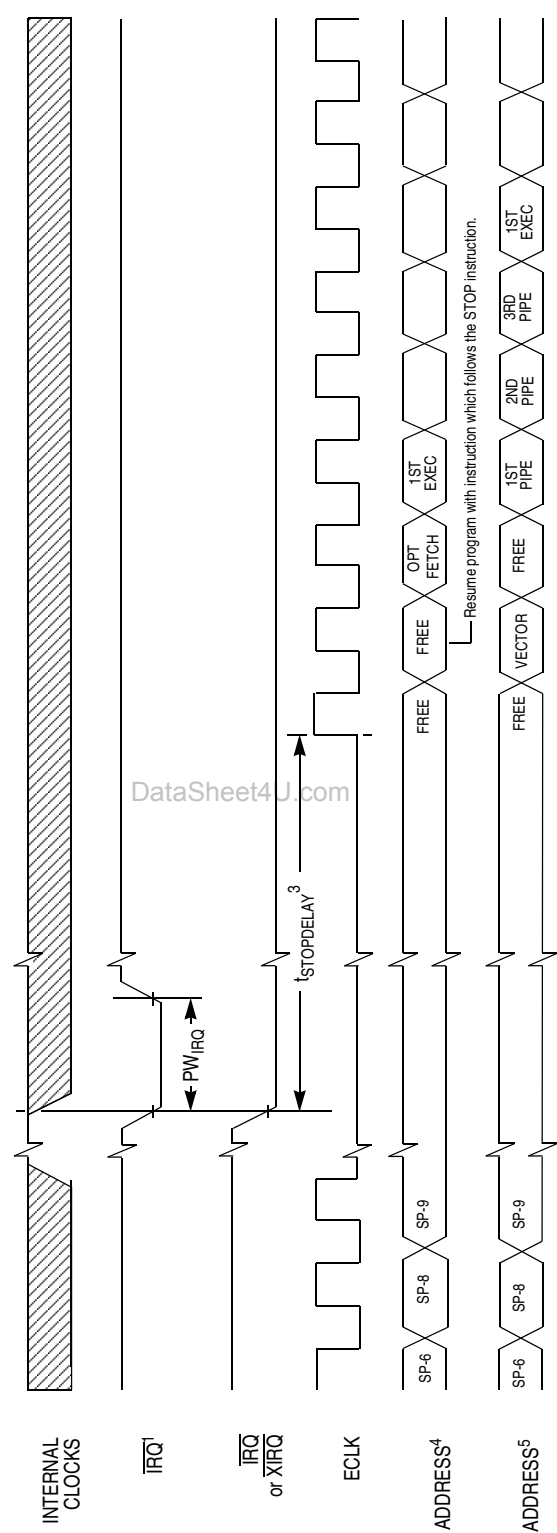 INTERNAL
CLOCKS
IRQ1
PWIRQ
IRQ
or XIRQ
tSTOPDELAY3
ECLK
ADDRESS4
SP-6
SP-8
SP-9
FREE
FREE
OPT
FETCH
1ST
EXEC
Resume program with instruction which follows the STOP instruction.
ADDRESS5
SP-6
SP-8
SP-9
FREE
VECTOR
FREE
1ST
PIPE
2ND
PIPE
3RD
PIPE
1ST
EXEC
DataSheet4U.com